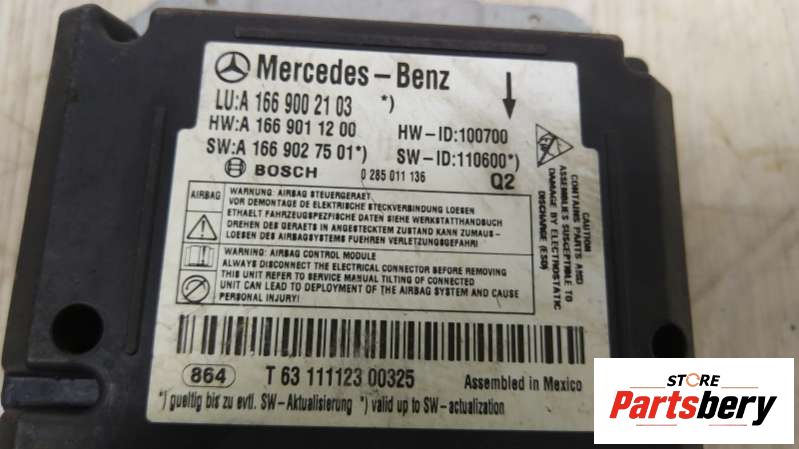 Mercedes-Benz
LU:A 166 900 21 03 *)
HW:A 166 901 12 00 HW-ID:100700
SW:A 166 902 75 01*) SW-ID:110600*)
BOSCH 0 285 011 136 Q2
AIRBAG
WARNUNG: AIRBAG STEUERGERAET
VOR DEMONTAGE DE ELEKTRISCHE STECKVERBINDUNG LOESEN
ETHAELT FAHRZEUGSPEZIFISCHE DATEN SIEHE WERKSTATTHANDBUCH
DREHEN DES GERAETS IN ANGESTECKTEM ZUSTAND KANN ZUMAUS-
LOESEN DES AIRBAGSYSTEMS FUEHREN VERLETZUNGSGEFAHR!
WARNING: AIRBAG CONTROL MODULE
ALWAYS DISCONNECT THE ELECTRICAL CONNECTOR BEFORE REMOVING
THIS UNIT REFER TO SERVICE MANUAL TILTING OF CONNECTED
UNIT CAN LEAD TO DEPLOYMENT OF THE AIRBAG SYSTEM AND CAUSE
PERSONAL INJURY!
CAUTION
CONTAINS PARTS AND
ASSEMBLIES SUSCEPTIBLE TO
DAMAGE BY ELECTROSTATIC
DISCHARGE (ESD)
864 T 63 111123 00325 Assembled in Mexico
*) gueltig bis zu evtl. SW-Aktualisierung *) valid up to SW-actualization
STORE
Partsbery